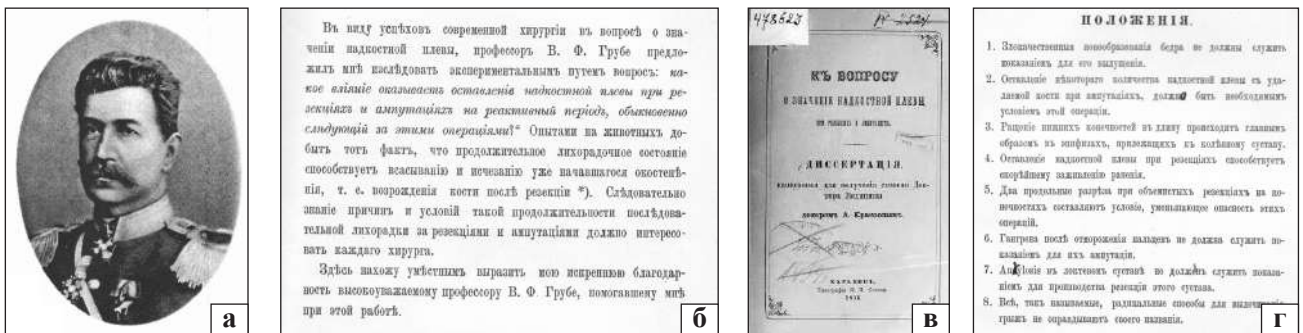 Въ виду успѣховъ современной хирургіи въ вопросѣ о зна-
ченіи надкостной плевы, профессоръ В. Ф. Грубе предло-
жилъ мнѣ изслѣдовать экспериментальнымъ путемъ вопросъ: ка-
кое вліяніе оказываетъ оставленіе надкостной плевы при ре-
зекціяхъ и ампутаціяхъ на реактивный періодъ, обыкновенно
слѣдующій за этими операціями?“ Опытами на животныхъ до-
бытъ тотъ фактъ, что продолжительное лихорадочное состояніе
способствуетъ всасыванію и исчезанію уже начавшагося окостенѣ-
нія, т. е. возрожденія кости послѣ резекціи *). Слѣдовательно
знаніе причинъ и условій такой продолжительности послѣдова-
тельной лихорадки за резекціями и ампутаціями должно интересо-
вать каждаго хирурга.
Здѣсь нахожу умѣстнымъ выразить мою искреннюю благодар-
ность высокоуважаемому профессору В. Ф Грубе, помогавшему мнѣ
при этой работѣ.
478623
КЪ ВОПРОСУ
О ЗНАЧЕНІИ НАДКОСТНОЙ ПЛЕВЫ
ДИССЕРТАЦІЯ,
ПОЛОЖЕНІЯ.
1. Злокачественныя новообразованія бедра не должны служить
показаніемъ для его вылущенія.
2. Оставленіе нѣкотораго количества надкостной плевы съ уда-
ляемой кости при ампутаціяхъ, должно быть необходимымъ
условіемъ этой операціи.
3. Ращеніе нижнихъ конечностей въ длину происходитъ главнымъ
образомъ въ эпифизахъ, прилежащихъ къ колѣнному суставу.
4. Оставленіе надкостной плевы при резекціяхъ способствуетъ
скорѣйшему заживленію раненія.
5. Два продольные разрѣза при объемистыхъ резекціяхъ на ко-
нечностяхъ составляютъ условіе, уменьшающее опасность этихъ
операцій.
6. Гангрена послѣ отмороженія пальцевъ не должна служить по-
казаніемъ для ихъ ампутаціи.
7. въ локтевомъ суставѣ не долженъ служить показа-
ніемъ для производства резекціи этого сустава.
8. Всѣ, такъ называемые, радикальные способы для
грыжъ не оправдываютъ своего названія.
а
б
в
г